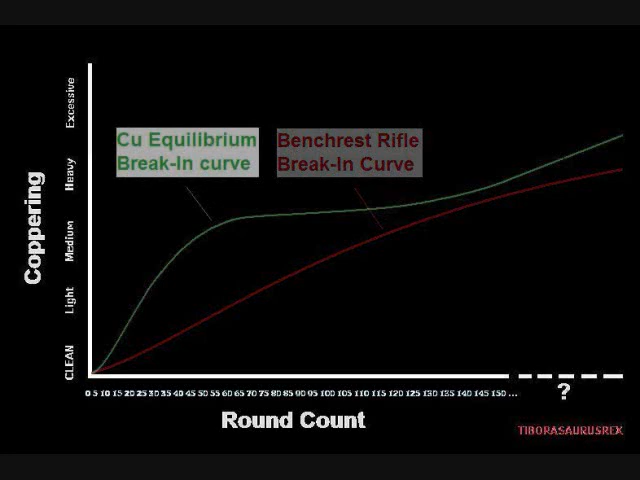 Excessive
Heavy
Medium
Light
CLEAN
Coppering
Cu Equilibrium
Break-In curve
Benchrest Rifle
Break-In Curve
0 5 10 15 20 25 30 35 40 45 50 55 60 65 70 75 80 85 90 95 100 105 110 115 120 125 130 135 140 145 150 ...
?
Round Count
TIBORASAURUSREX